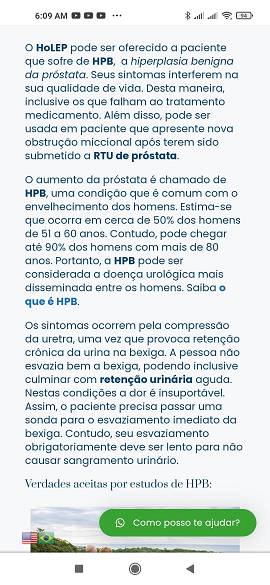 6:09 AM
94
O HoLEP pode ser oferecido a paciente
que sofre de HPB, a hiperplasia benigna
da próstata. Seus sintomas interferem na
sua qualidade de vida. Desta maneira,
inclusive os que falham ao tratamento
medicamento. Além disso, pode ser
usada em paciente que apresente nova
obstrução miccional após terem sido
submetido a RTU de próstata.
O aumento da próstata é chamado de
HPB, uma condição que é comum com o
envelhecimento dos homens. Estima-se
que ocorra em cerca de 50% dos homens
de 51 a 60 anos. Contudo, pode chegar
até 90% dos homens com mais de 80
anos. Portanto, a HPB pode ser
considerada a doença urológica mais
disseminada entre os homens. Saiba o
que é HPB.
Os sintomas ocorrem pela compressão
da uretra, uma vez que provoca retenção
crônica da urina na bexiga. A pessoa não
esvazia bem a bexiga, podendo inclusive
culminar com retenção urinária aguda.
Nestas condições a dor é insuportável.
Assim, o paciente precisa passar uma
sonda para o esvaziamento imediato da
bexiga. Contudo, seu esvaziamento
obrigatoriamente deve ser lento para não
causar sangramento urinário.
Verdades aceitas por estudos de HPB:
Como posso te ajudar?